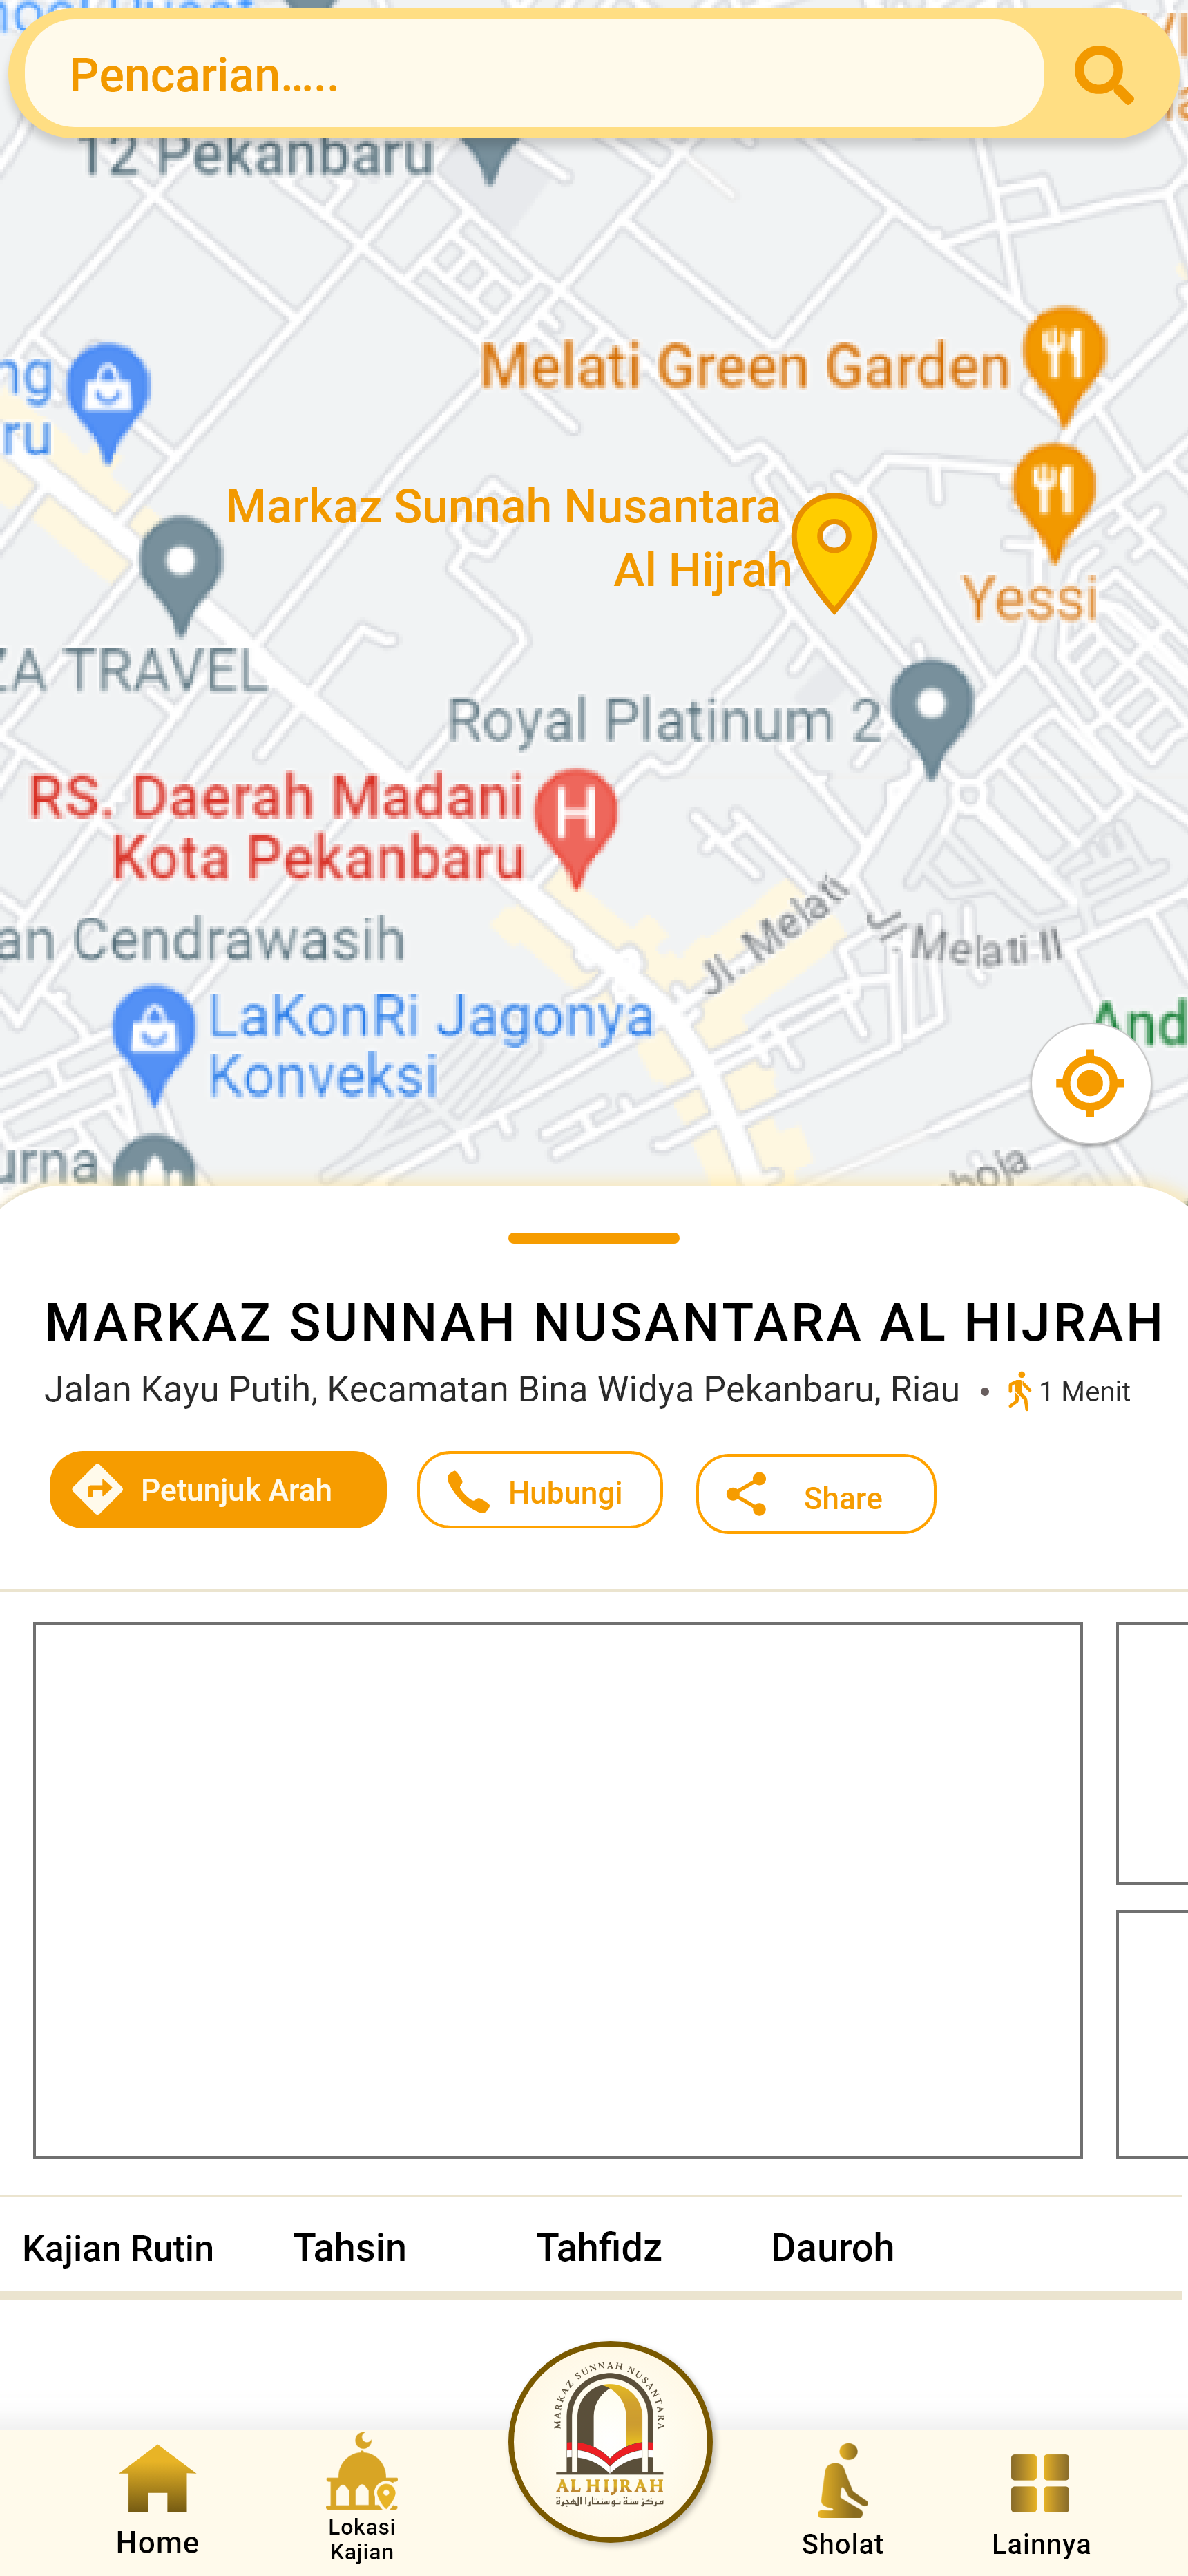 Pencarian.....
12 Pekanbaru
Melati Green Garden
ng
ru
Markaz Sunnah Nusantara
Al Hijrah
Yessi
ZA TRAVEL
Royal Platinum 2
RS. Daerah Madani
Kota Pekanbaru
an Cendrawasih
Jl. Melati
Jl. Melati II
LaKonRi Jagonya
Konveksi
And
urna
MARKAZ SUNNAH NUSANTARA AL HIJRAH
Jalan Kayu Putih, Kecamatan Bina Widya Pekanbaru, Riau • 1 Menit
Petunjuk Arah
Hubungi
Share
Kajian Rutin
Tahsin
Tahfidz
Dauroh
MARKAZ SUNNAH NUSANTARA
AL HIJRAH
مركز سنة نوسنتارا الهجرة
Home
Lokasi
Kajian
Sholat
Lainnya